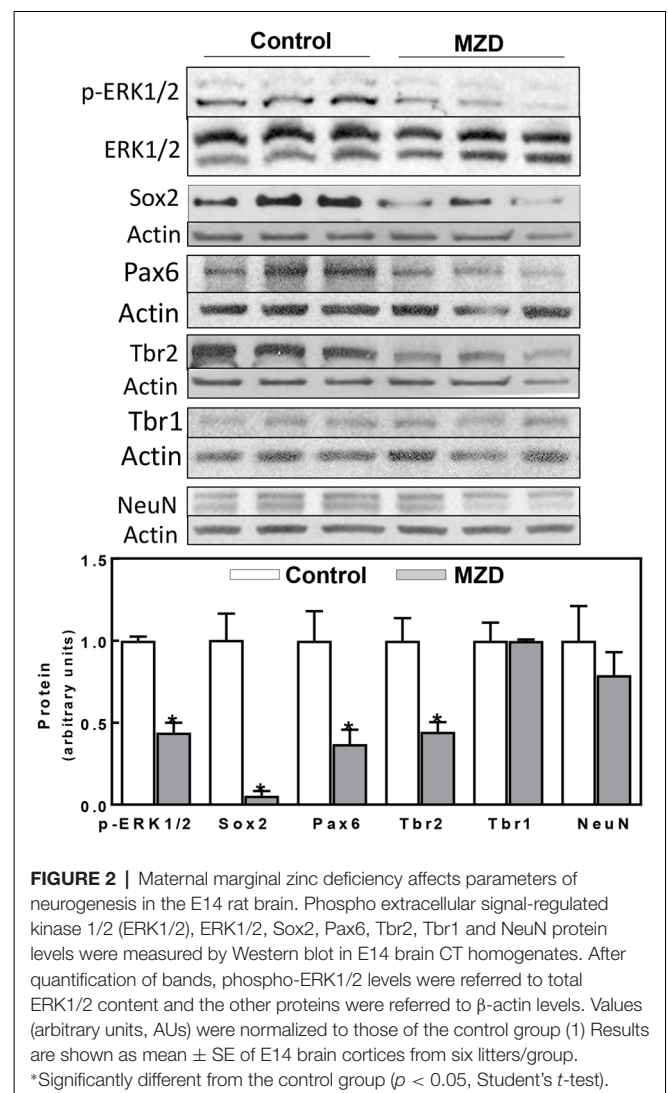 Control MZD
p-ERK1/2
ERK1/2
Sox2
Actin
Pax6
Actin
Tbr2
Actin
Tbr1
Actin
NeuN
Actin
1.5
Control MZD
1.0
Protein
(arbitrary units)
0.5
* * * *
0.0
p-ERK1/2 Sox2 Pax6 Tbr2 Tbr1 NeuN
FIGURE 2 | Maternal marginal zinc deficiency affects parameters of
neurogenesis in the E14 rat brain. Phospho extracellular signal-regulated
kinase 1/2 (ERK1/2), ERK1/2, Sox2, Pax6, Tbr2, Tbr1 and NeuN protein
levels were measured by Western blot in E14 brain CT homogenates. After
quantification of bands, phospho-ERK1/2 levels were referred to total
ERK1/2 content and the other proteins were referred to β-actin levels. Values
(arbitrary units, AUs) were normalized to those of the control group (1) Results
are shown as mean ± SE of E14 brain cortices from six litters/group.
*Significantly different from the control group (p < 0.05, Student's t-test).